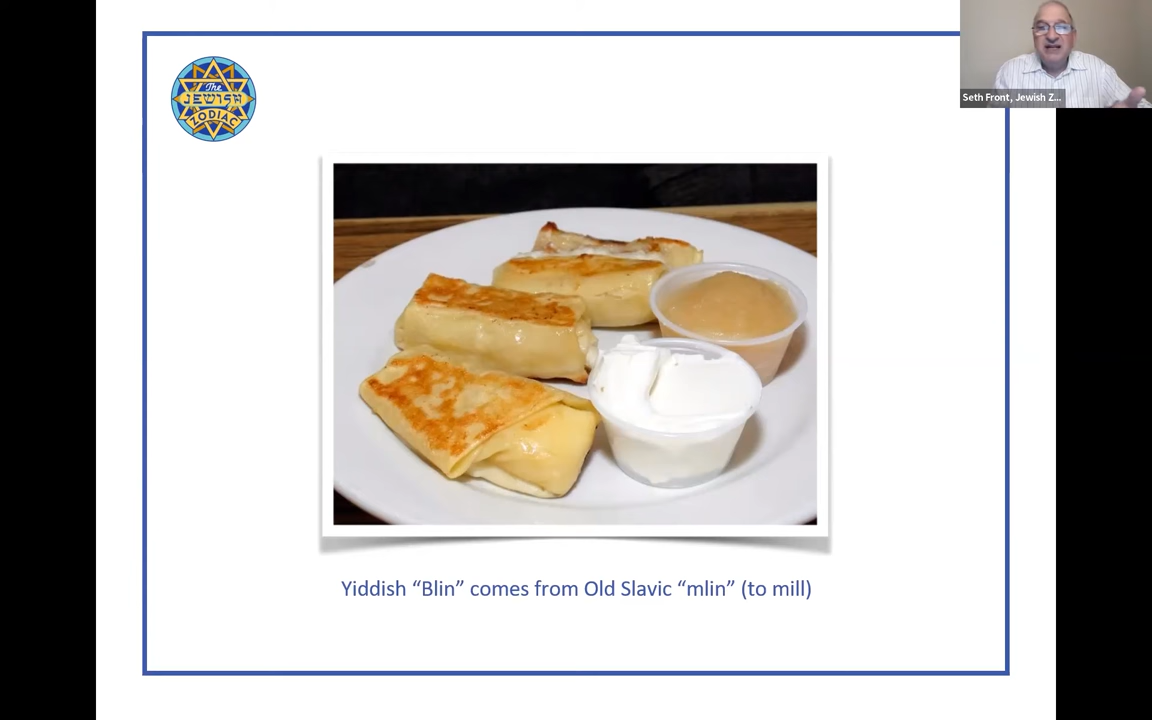 The
JEWISH
ZODIAC
Seth Front, Jewish Z...
Yiddish “Blin” comes from Old Slavic “mlin” (to mill)